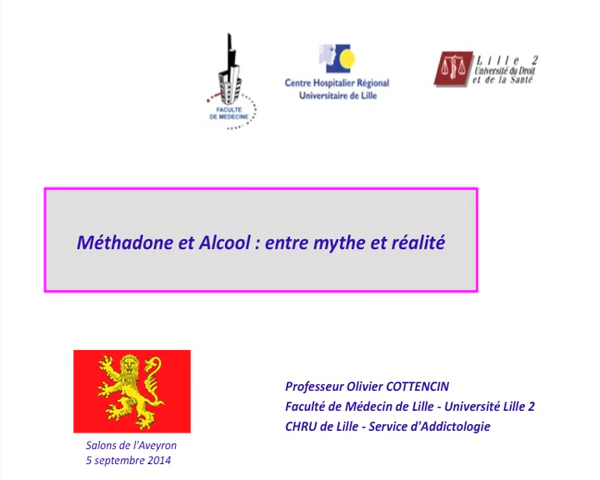 FACULTE
DE MEDECINE
HENRI WAREMBOURG
Centre Hospitalier Régional
Universitaire de Lille
Lille 2
Université du Droit
et de la Santé
Méthadone et Alcool : entre mythe et réalité
Professeur Olivier COTTENCIN
Faculté de Médecin de Lille - Université Lille 2
CHRU de Lille - Service d'Addictologie
Salons de l'Aveyron
5 septembre 2014